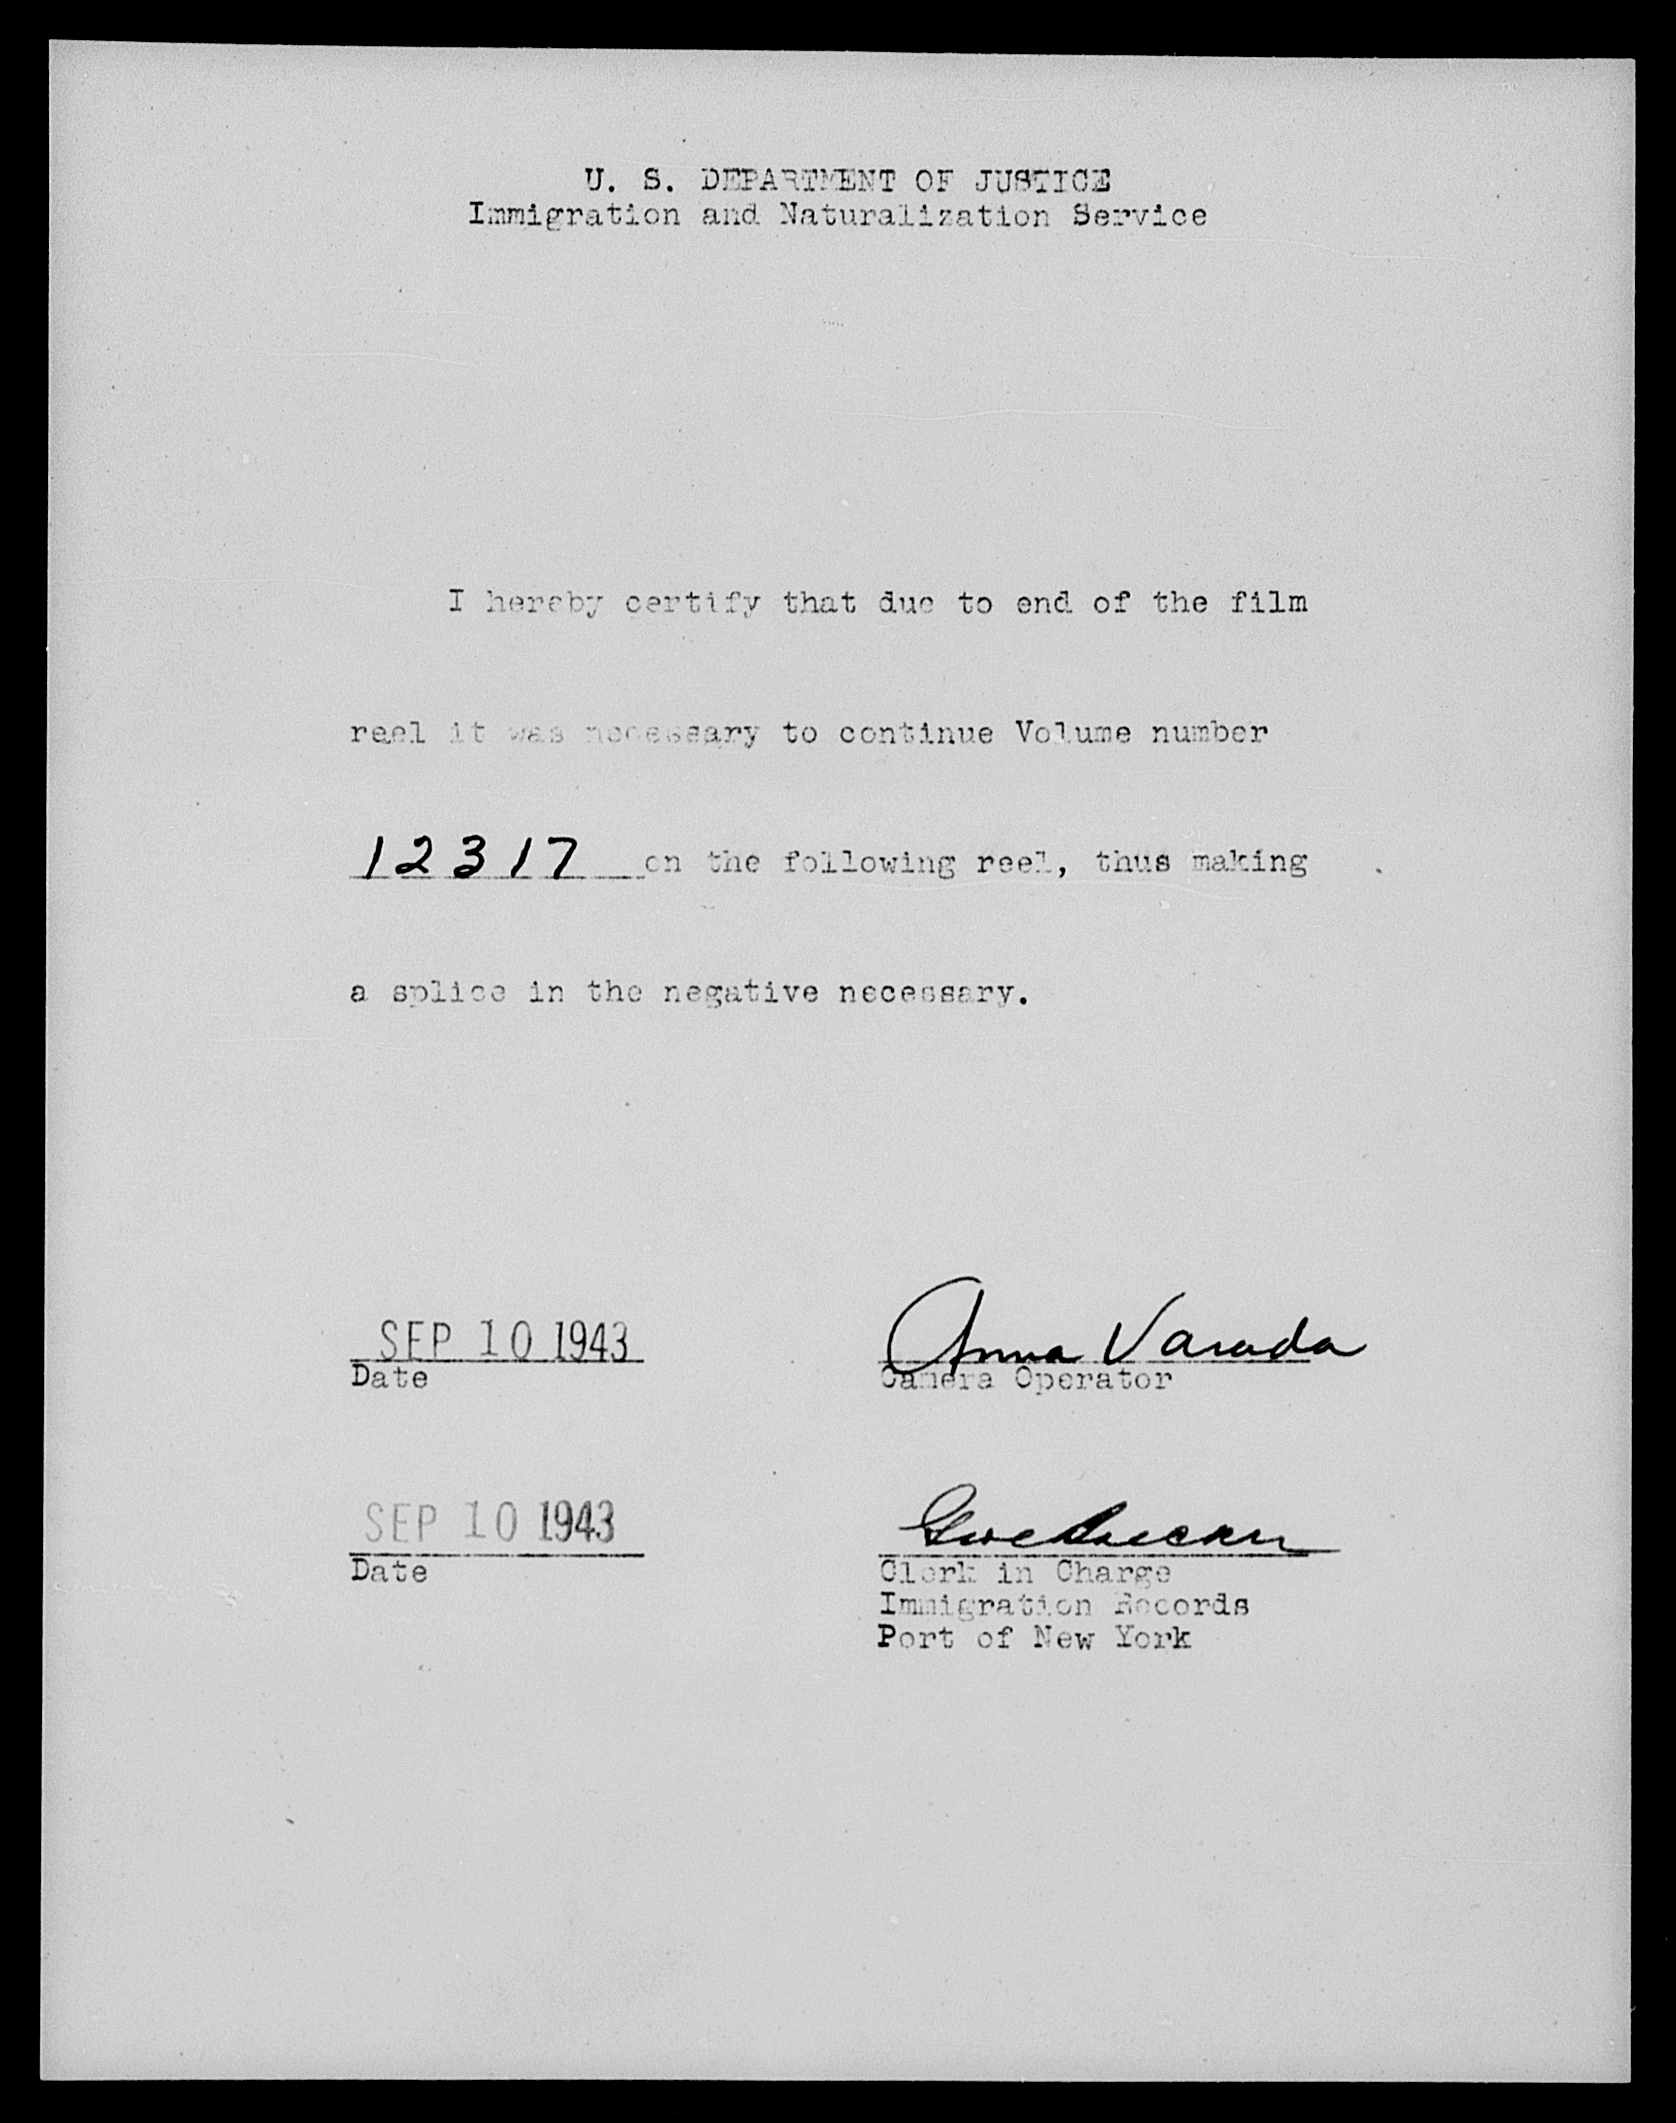 U. S. DEPARTMENT OF JUSTICE
Immigration and Naturalization Service
I hereby certify that due to end of the film
reel it was necessary to continue Volume number
12317 on the following reel, thus making
a splice in the negative necessary.
SEP 10 1943
Anna Varada
Date
Camera Operator
SEP 10 1943
Date
Clerk in Charge
Immigration Records
Port of New York